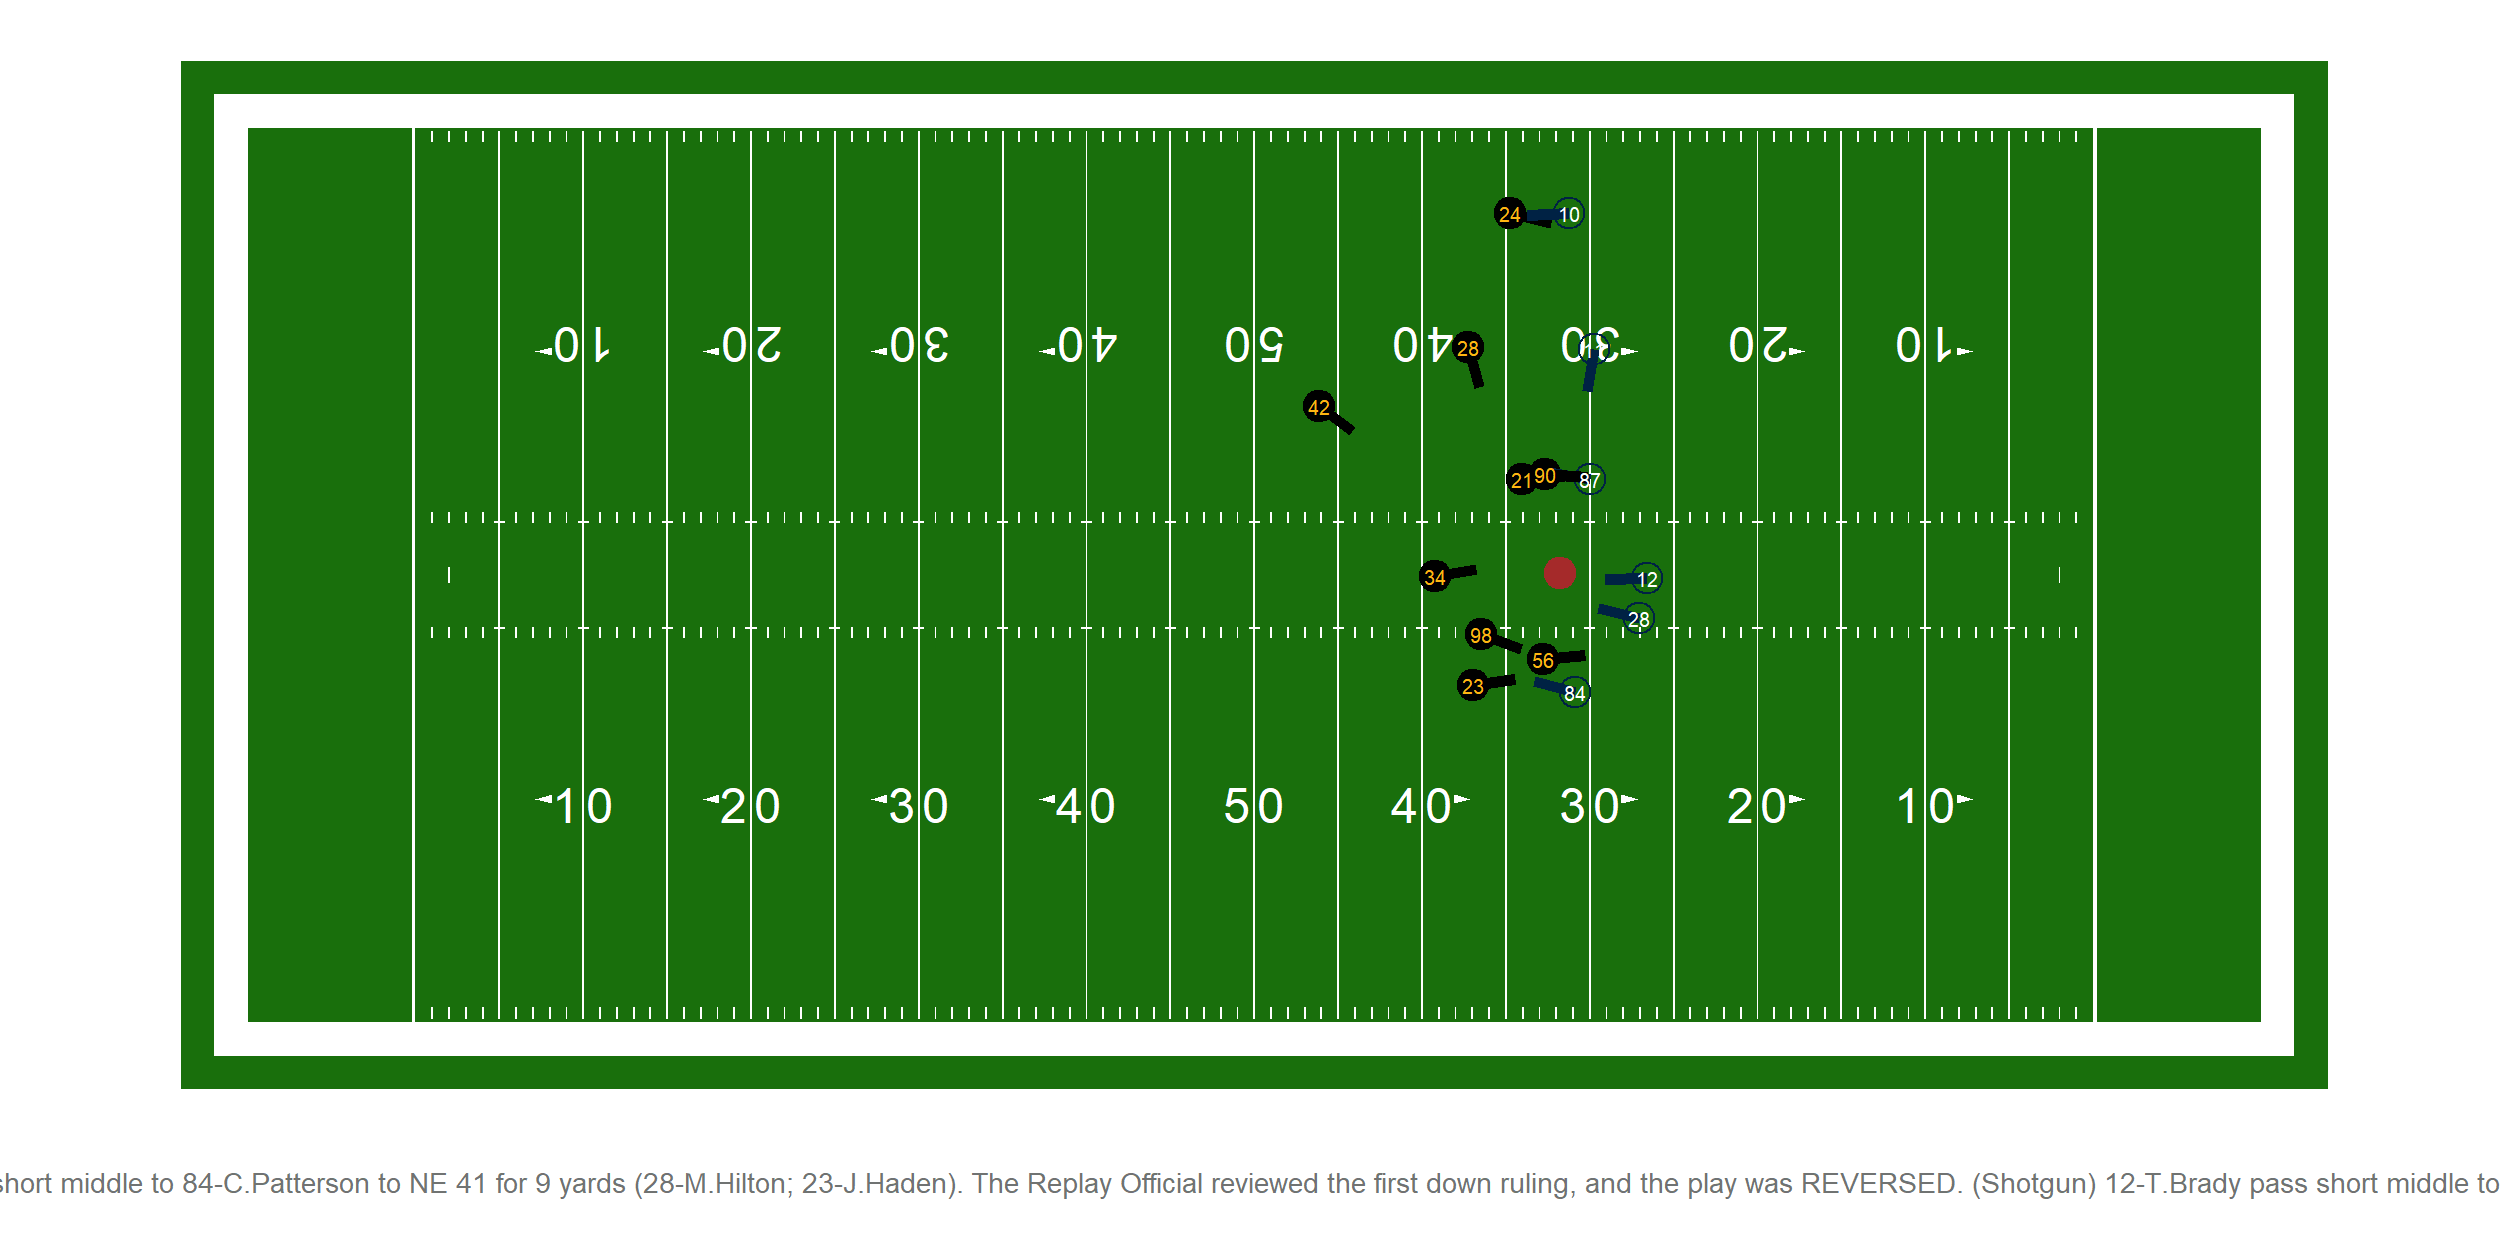 24 10
10 20 30 40 50 40 30 20 10
28 11
42
21 90 87
34 12
28
98 56
23 84
10 20 30 40 50 40 30 20 10
short middle to 84-C.Patterson to NE 41 for 9 yards (28-M.Hilton; 23-J.Haden). The Replay Official reviewed the first down ruling, and the play was REVERSED. (Shotgun) 12-T.Brady pass short middle to